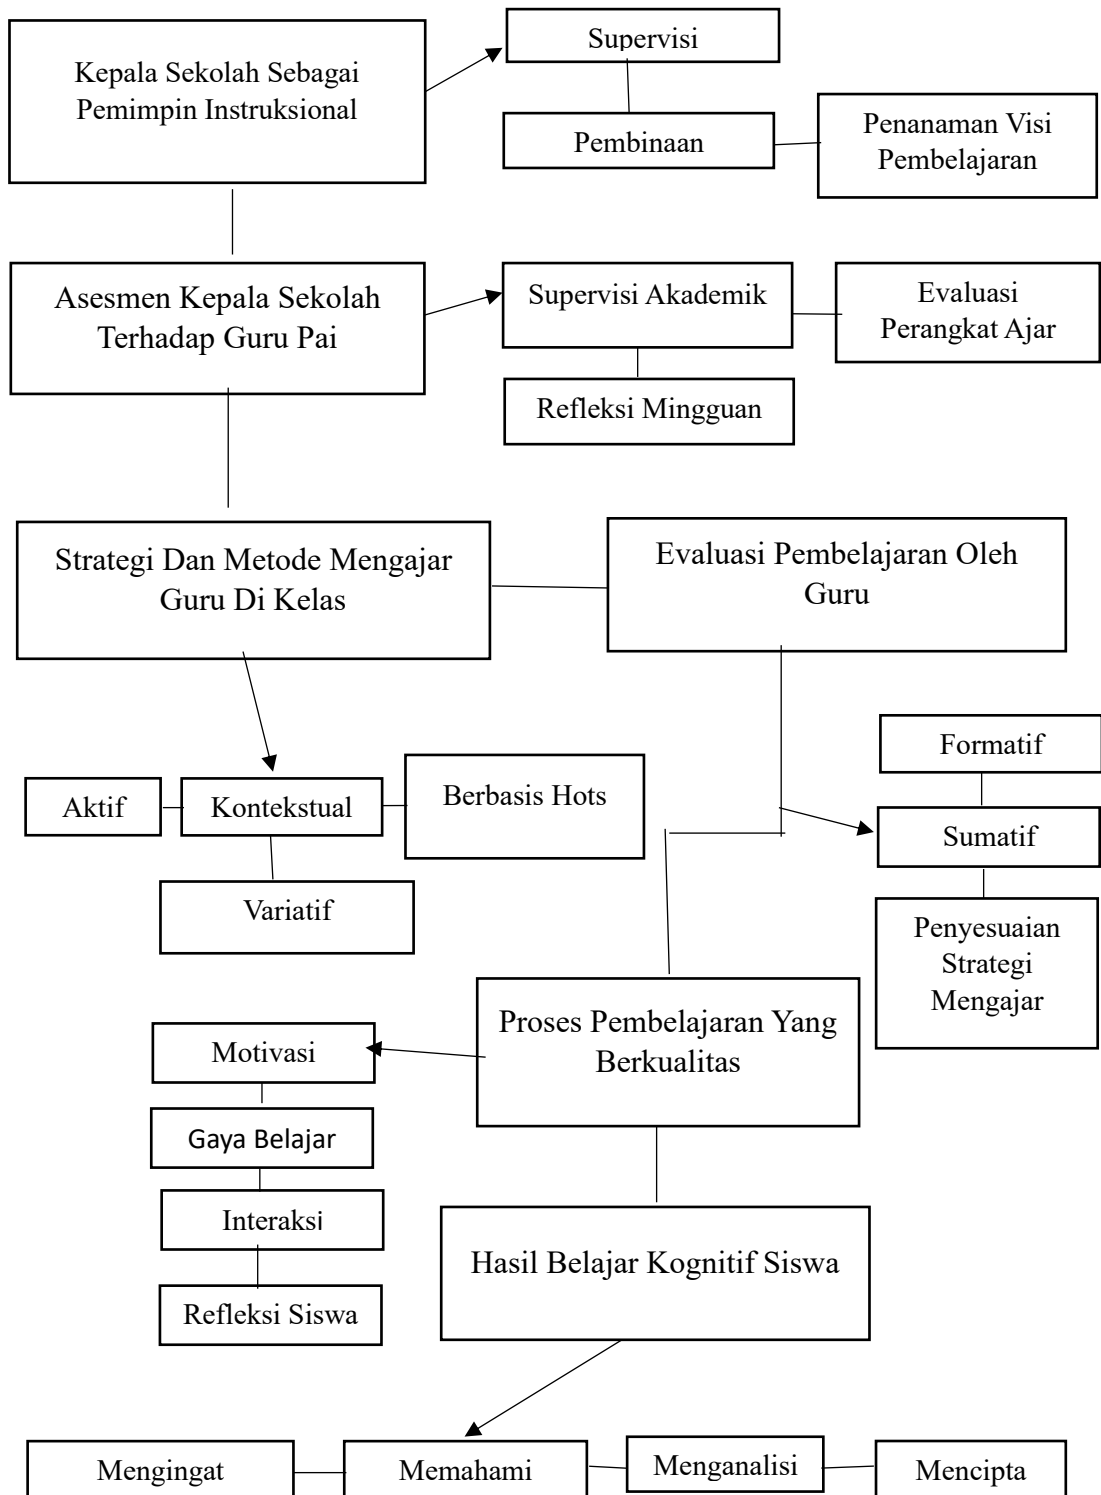 Kepala Sekolah Sebagai
Pemimpin Instruksional
Supervisi
Pembinaan
Penanaman Visi
Pembelajaran
Asesmen Kepala Sekolah
Terhadap Guru Pai
Supervisi Akademik
Evaluasi
Perangkat Ajar
Refleksi Mingguan
Strategi Dan Metode Mengajar
Guru Di Kelas
Evaluasi Pembelajaran Oleh
Guru
Formatif
Aktif
Kontekstual
Berbasis Hots
Sumatif
Variatif
Penyesuaian
Strategi
Mengajar
Proses Pembelajaran Yang
Berkualitas
Motivasi
Gaya Belajar
Interaksi
Refleksi Siswa
Hasil Belajar Kognitif Siswa
Mengingat
Memahami
Menganalisi
Mencipta